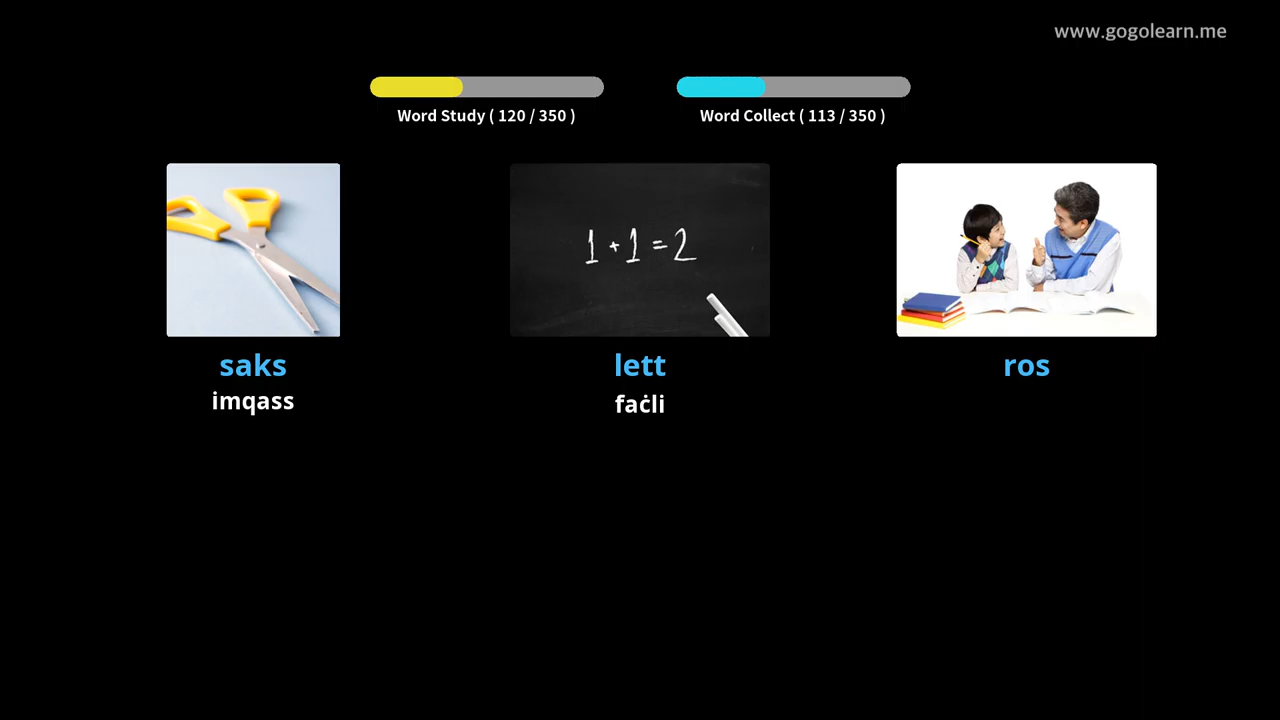 www.gogolearn.me
Word Study ( 120 / 350 )
Word Collect ( 113 / 350 )
1 + 1 = 2
saks
lett
ros
imqass
faċli